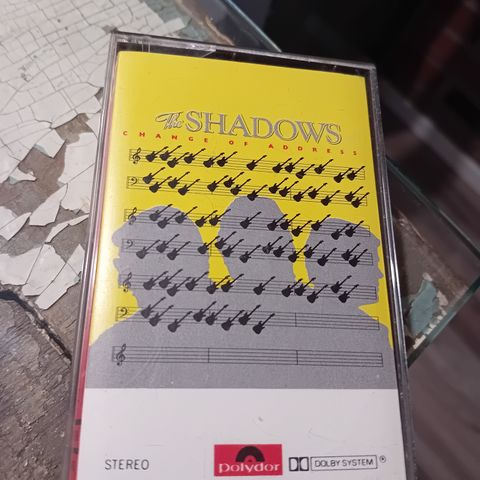 The SHADOWS
CHANGE OF ADDRESS
STEREO
polydor
DOLBY SYSTEM ®